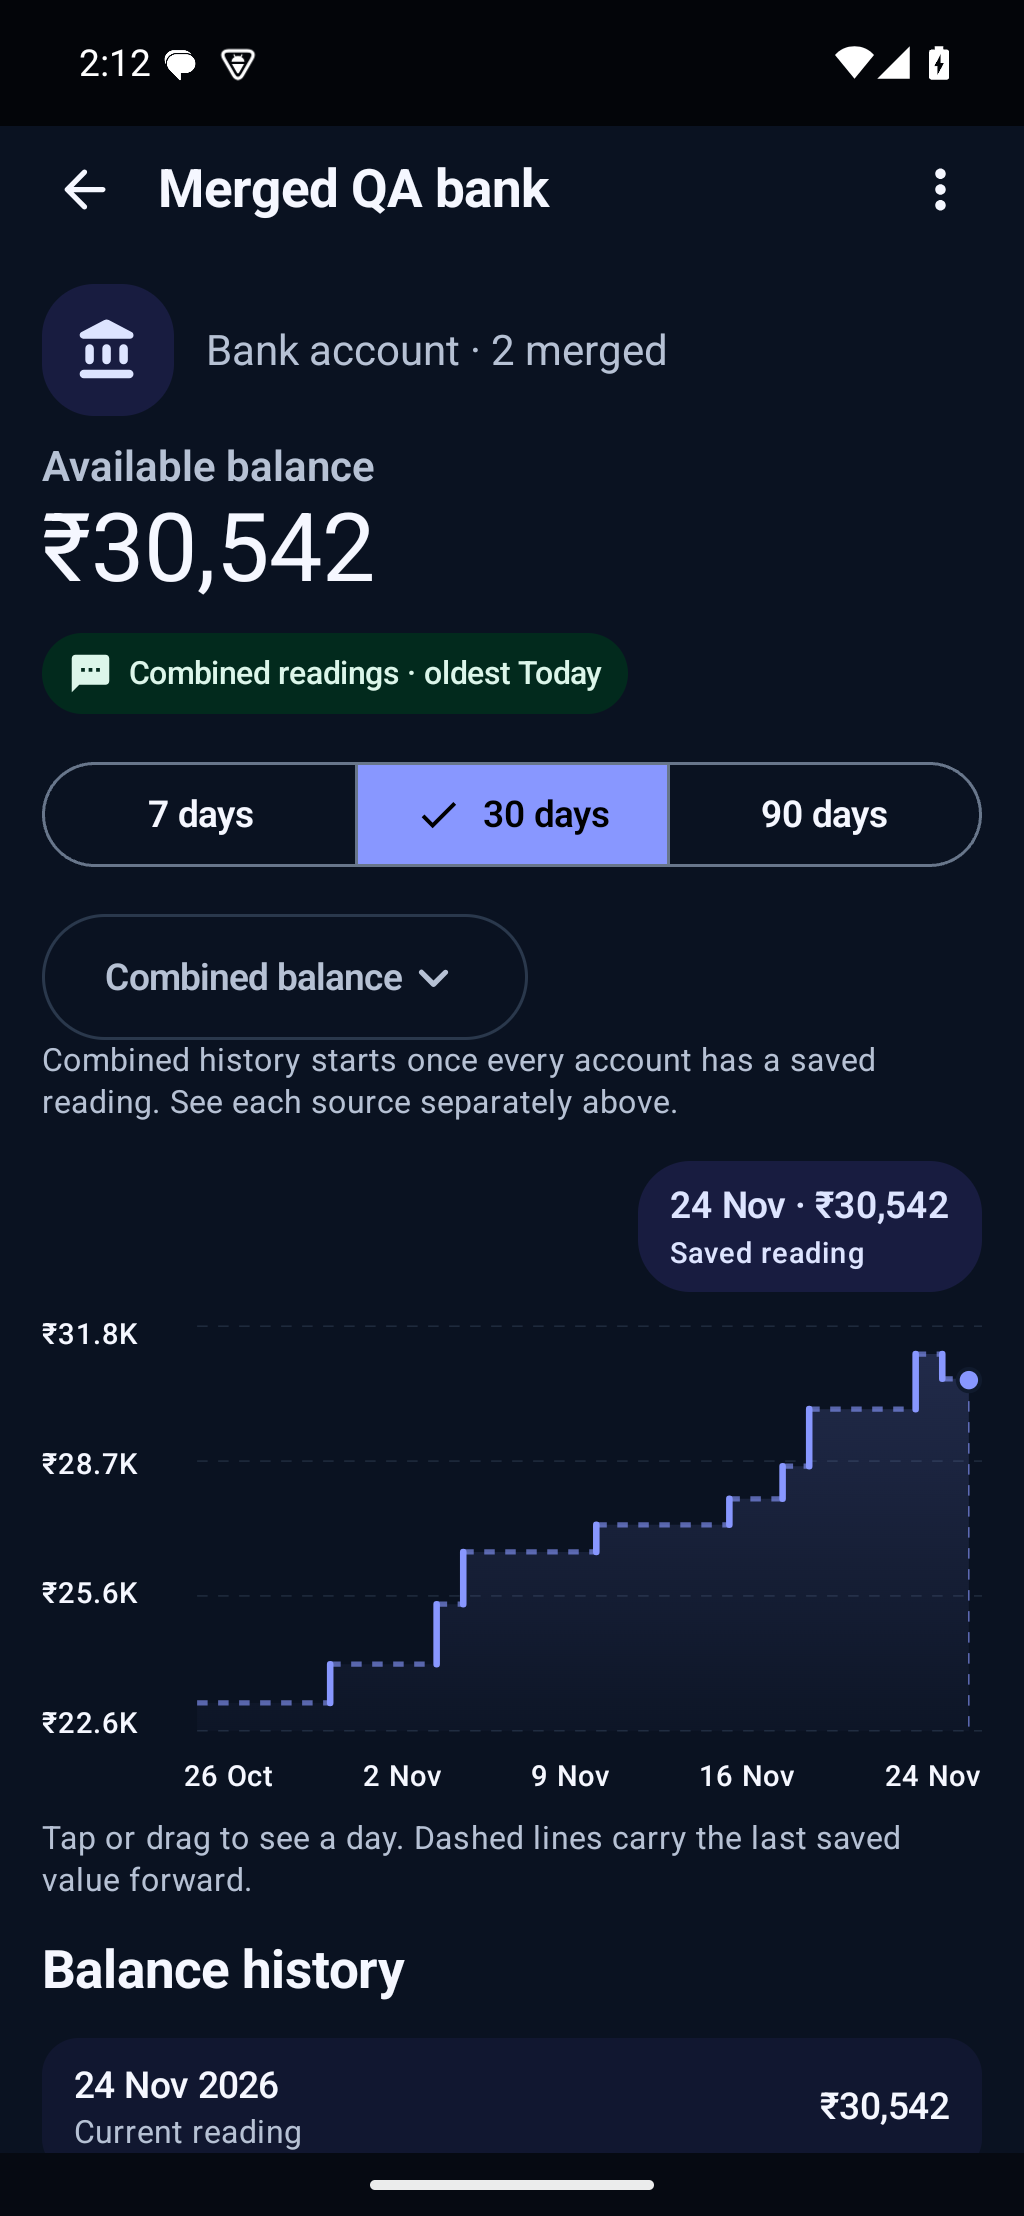 2:12
Merged QA bank
Bank account · 2 merged
Available balance
₹30,542
Combined readings · oldest Today
7 days
30 days
90 days
Combined balance
Combined history starts once every account has a saved
reading. See each source separately above.
24 Nov · ₹30,542
Saved reading
₹31.8K
₹28.7K
₹25.6K
₹22.6K
26 Oct
2 Nov
9 Nov
16 Nov
24 Nov
Tap or drag to see a day. Dashed lines carry the last saved
value forward.
Balance history
24 Nov 2026
₹30,542
Current reading